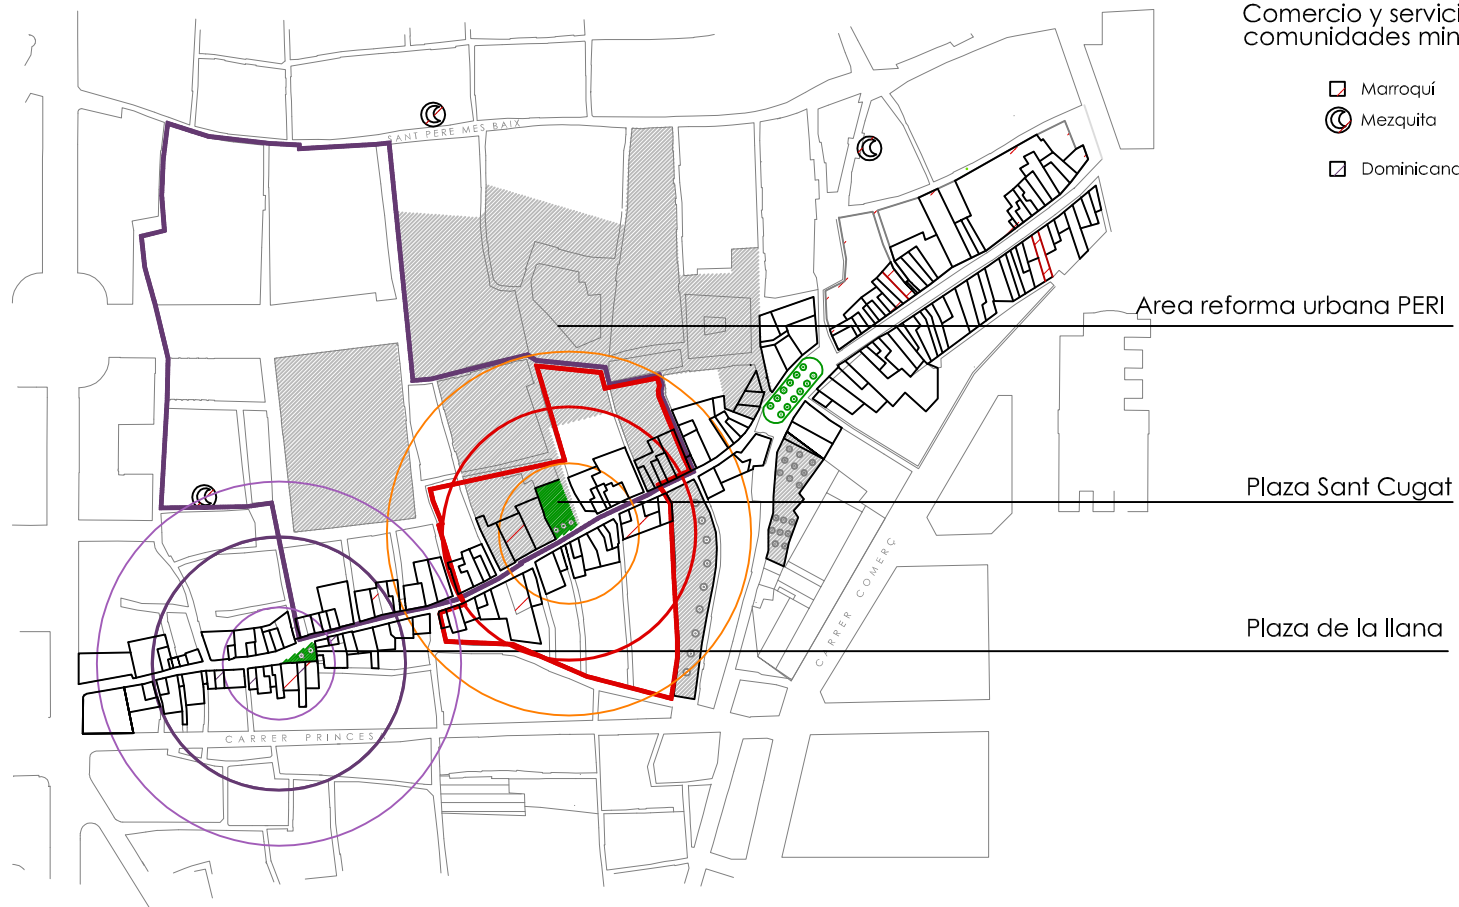 Comercio y servici
comunidades min
Marroquí
Mezquita
Dominicano
SANT PERE MES BAIX
Area reforma urbana PERI
Plaza Sant Cugat
CARRER COMERÇ
Plaza de la llana
CARRER PRINCESA